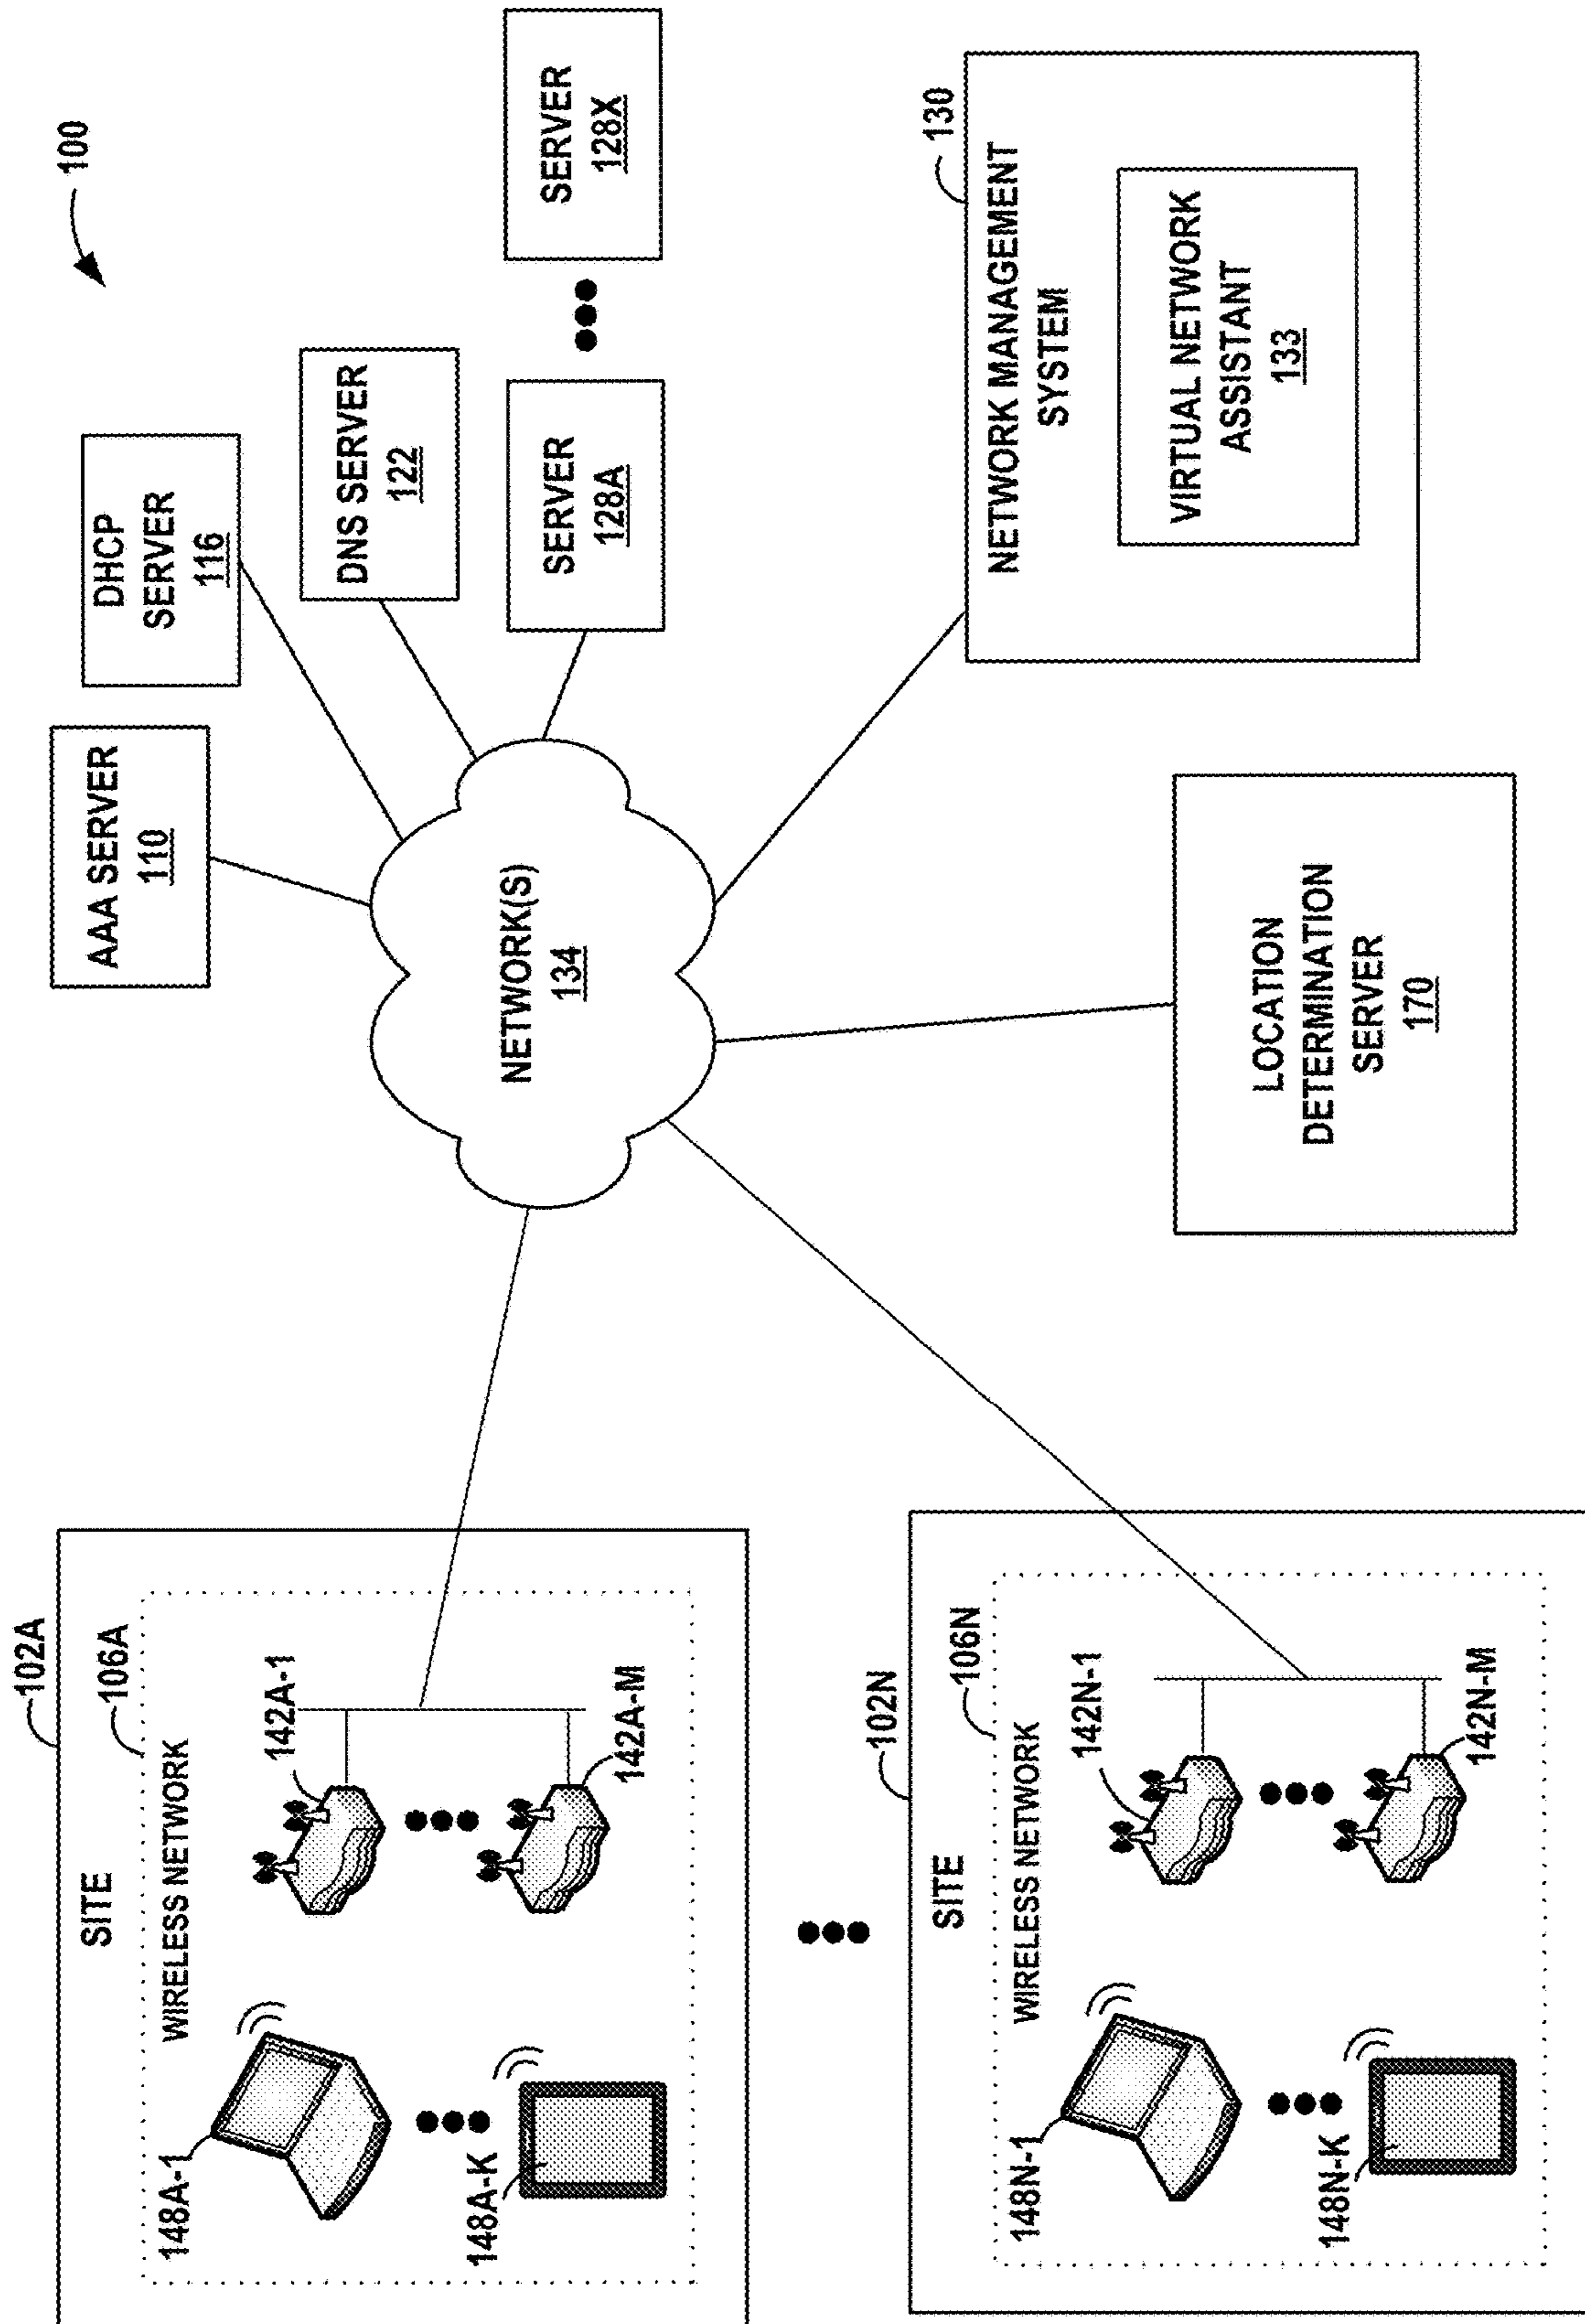 100
102A
SITE
106A
WIRELESS NETWORK
148A-1
142A-1
148A-K
142A-M
102N
SITE
106N
WIRELESS NETWORK
148N-1
142N-1
148N-K
142N-M
NETWORK(S)
134
AAA SERVER
110
DHCP
SERVER
116
DNS SERVER
122
SERVER
128A
SERVER
128X
LOCATION
DETERMINATION
SERVER
170
130
NETWORK MANAGEMENT
SYSTEM
VIRTUAL NETWORK
ASSISTANT
133